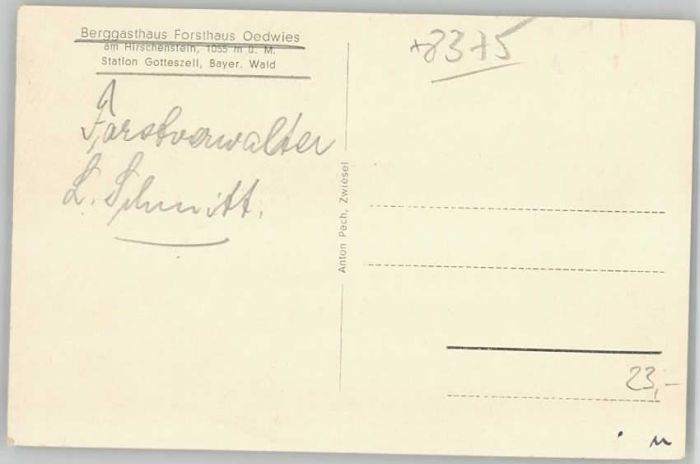 Berggasthaus Forsthaus Oedwies
am Hirschenstein, 1055 m ü. M.
Station Gotteszell, Bayer. Wald
Forstverwalter
L. Schmitt.
Anton Pech, Zwiesel
*8375
23,-